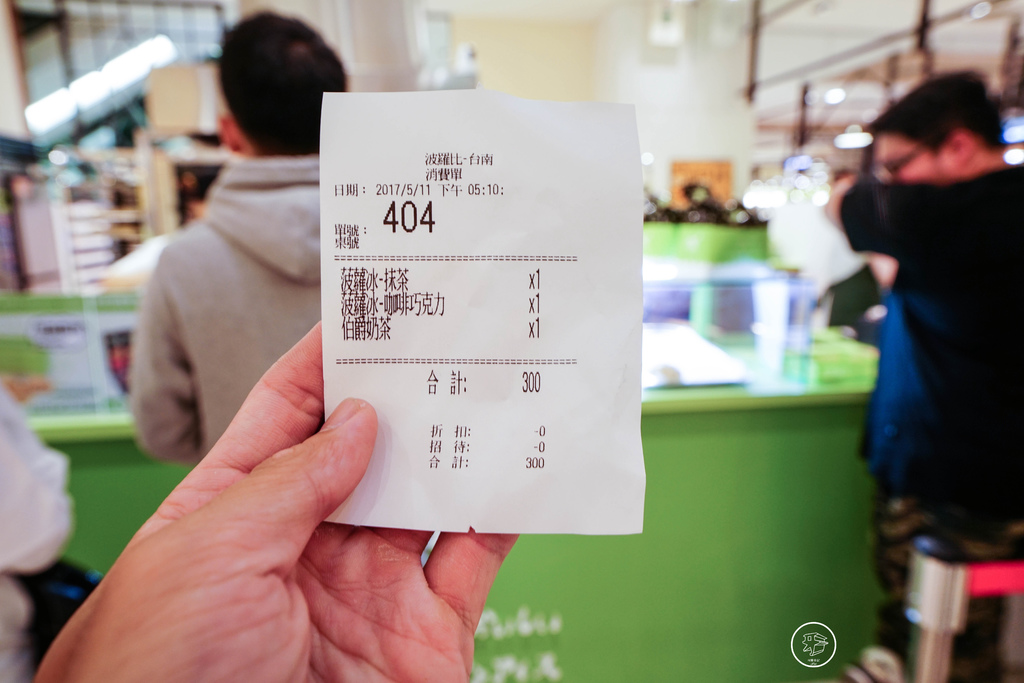 波蘿比-台南
消費單
日期： 2017/5/11 下午 05:10:
單號： 404
桌號
菠蘿冰-抹茶 x1
菠蘿冰-咖啡巧克力 x1
伯爵奶茶 x1
合 計: 300
折 扣: -0
招 待: -0
合 計: 300